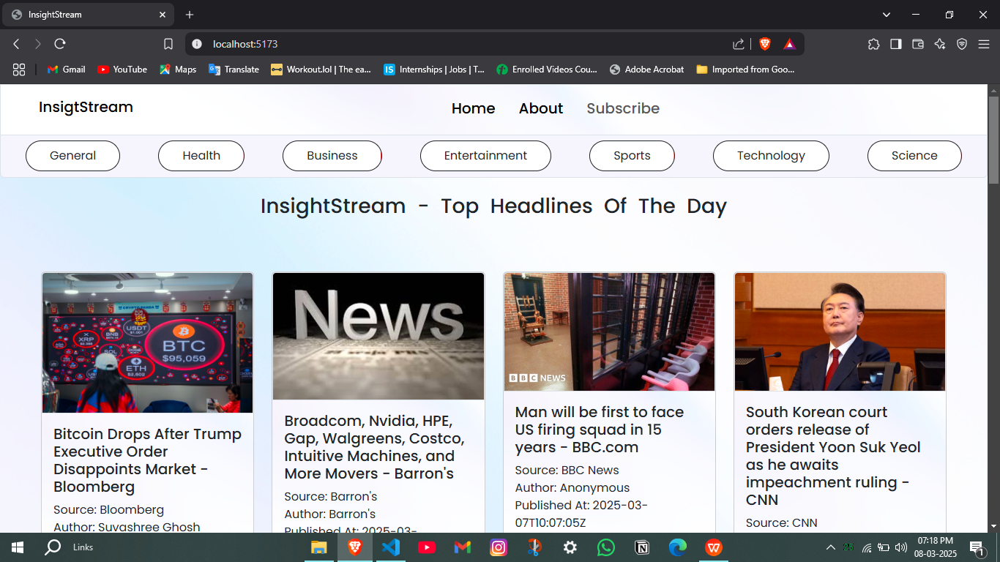 InsightStream
localhost:5173
Gmail
YouTube
Maps
Translate
Workout.lol | The ea...
IS
Internships | Jobs | T...
Enrolled Videos Cou...
Adobe Acrobat
Imported from Goo...
InsigtStream
Home
About
Subscribe
General
Health
Business
Entertainment
Sports
Technology
Science
InsightStream - Top Headlines Of The Day
CRYPTO PANDA
USDT
BNB
XRP
SOL
DOGE
BTC
$95,059
ETH
$2,602
Bitcoin Drops After Trump
Executive Order
Disappoints Market -
Bloomberg
Source: Bloomberg
Author: Suvashree Ghosh
News
Broadcom, Nvidia, HPE,
Gap, Walgreens, Costco,
Intuitive Machines, and
More Movers - Barron's
Source: Barron's
Author: Barron's
Published At: 2025-03-
BBC NEWS
Man will be first to face
US firing squad in 15
years - BBC.com
Source: BBC News
Author: Anonymous
Published At: 2025-03-
07T10:07:05Z
South Korean court
orders release of
President Yoon Suk Yeol
as he awaits
impeachment ruling -
CNN
Source: CNN
Links
07:18 PM
08-03-2025
1